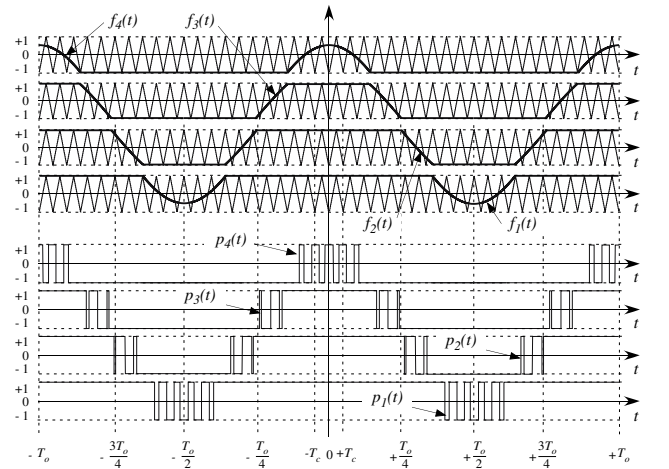 f4(t)
f3(t)
+1
0
- 1
t
+1
0
- 1
t
+1
0
- 1
t
+1
0
- 1
t
f2(t)
f1(t)
p4(t)
+1
0
- 1
t
p3(t)
+1
0
- 1
t
p2(t)
+1
0
- 1
t
p1(t)
+1
0
- 1
t
- To - 3To/4 - To/2 - To/4 -Tc 0 +Tc +To/4 +To/2 +3To/4 +To